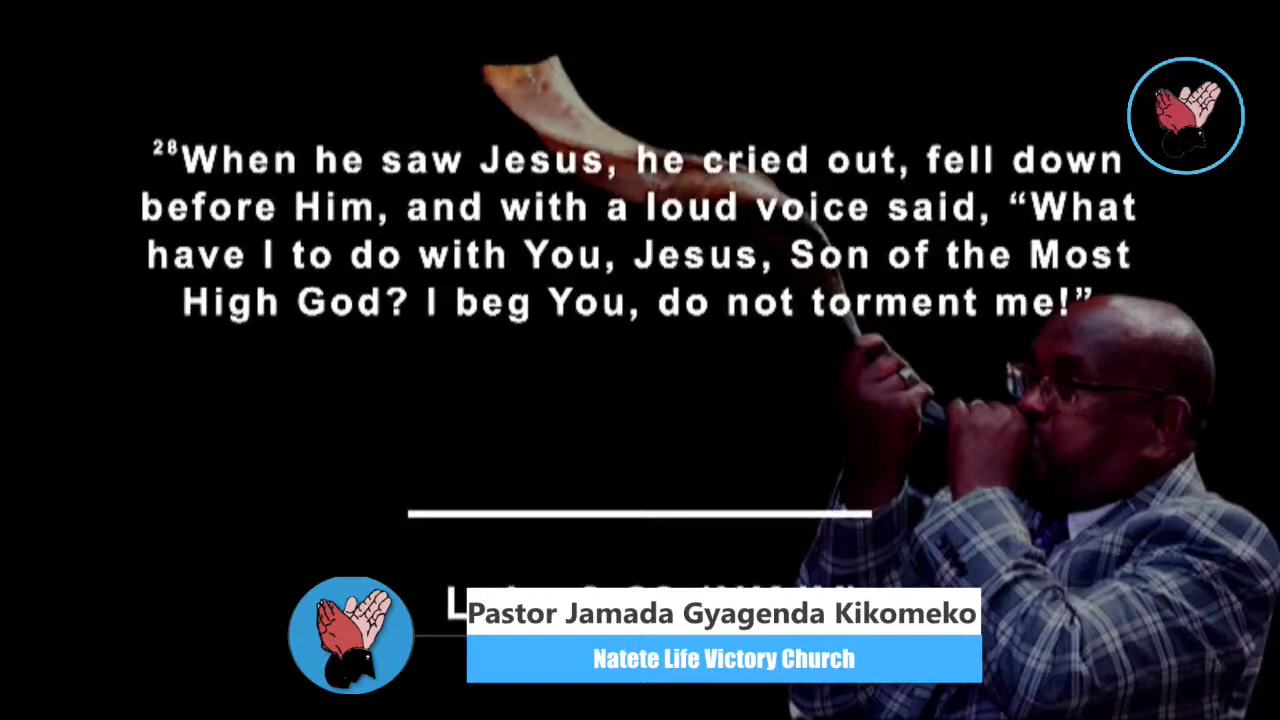 ²⁸When he saw Jesus, he cried out, fell down
before Him, and with a loud voice said, “What
have I to do with You, Jesus, Son of the Most
High God? I beg You, do not torment me!”
Pastor Jamada Gyagenda Kikomeko
Natete Life Victory Church